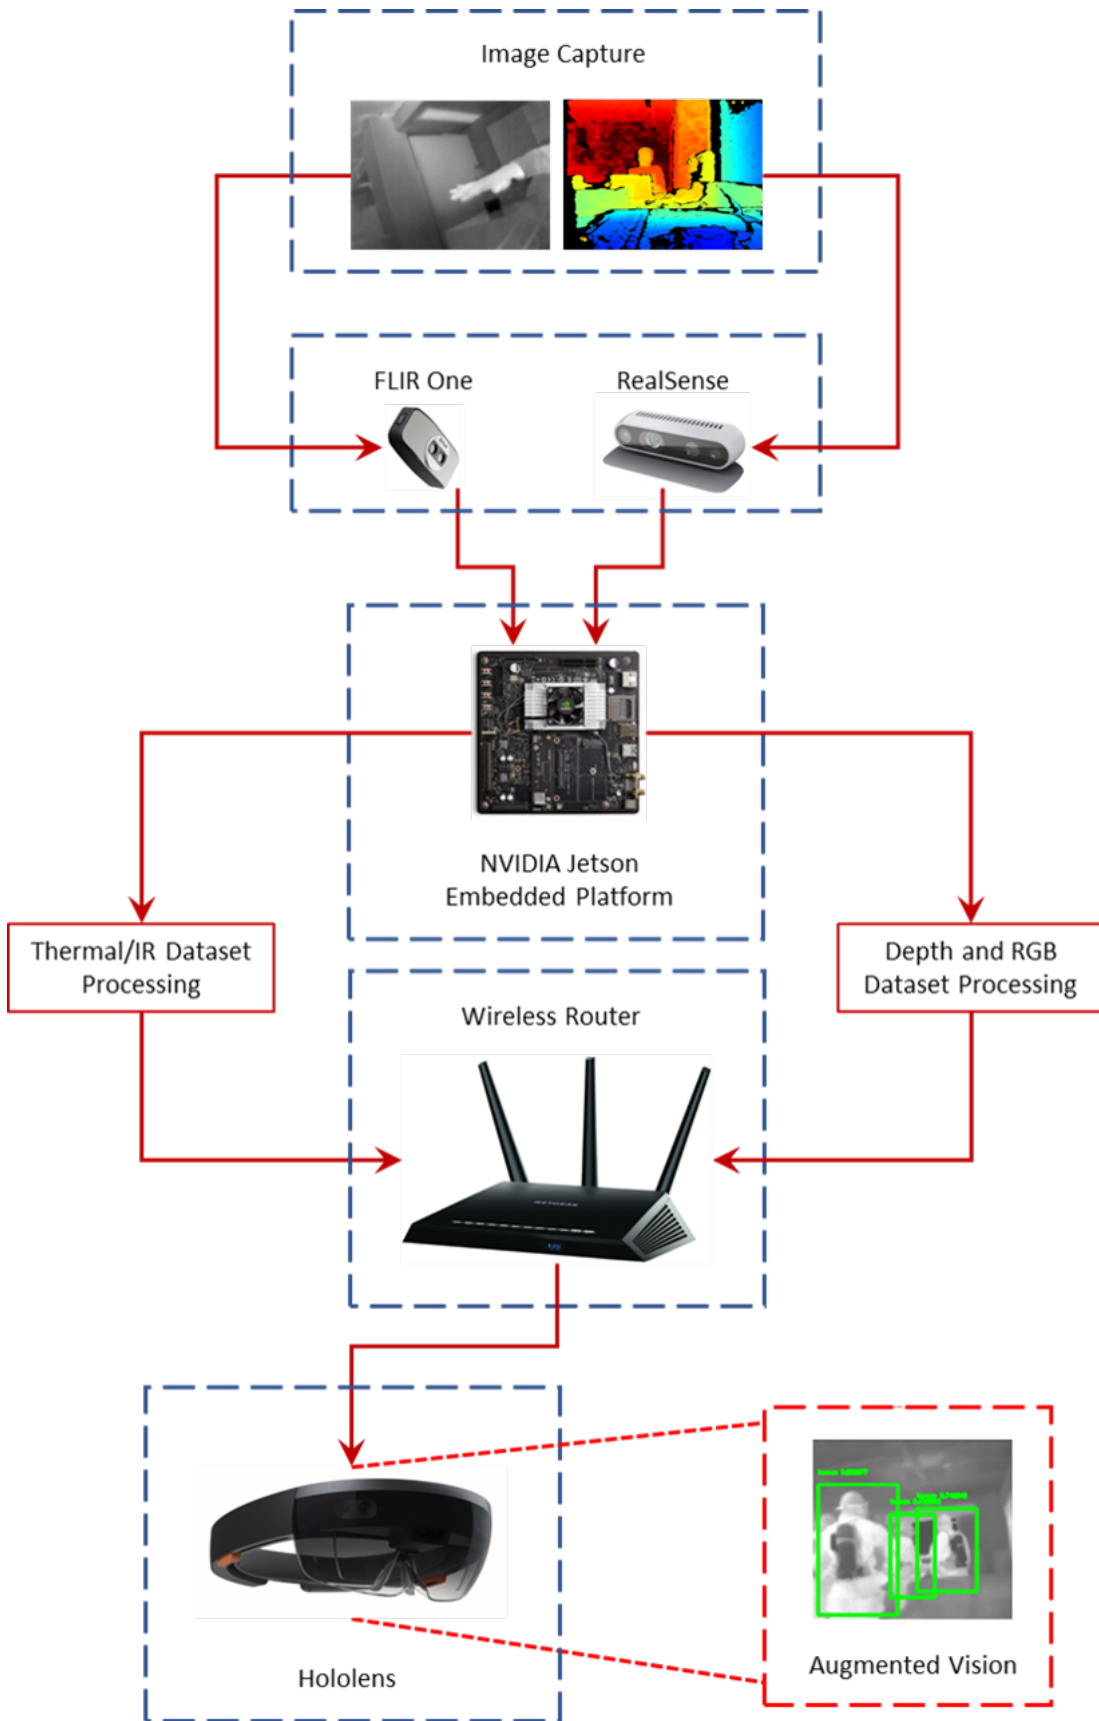 Image Capture
FLIR One
RealSense
NVIDIA Jetson
Embedded Platform
Thermal/IR Dataset
Processing
Depth and RGB
Dataset Processing
Wireless Router
NETGEAR
Hololens
Augmented Vision